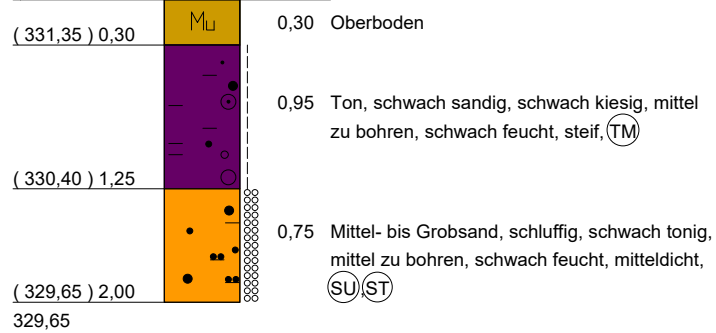 Mu
( 331,35 ) 0,30
0,30 Oberboden
0,95 Ton, schwach sandig, schwach kiesig, mittel
zu bohren, schwach feucht, steif, TM
( 330,40 ) 1,25
0,75 Mittel- bis Grobsand, schluffig, schwach tonig,
mittel zu bohren, schwach feucht, mitteldicht,
SU, ST
( 329,65 ) 2,00
329,65